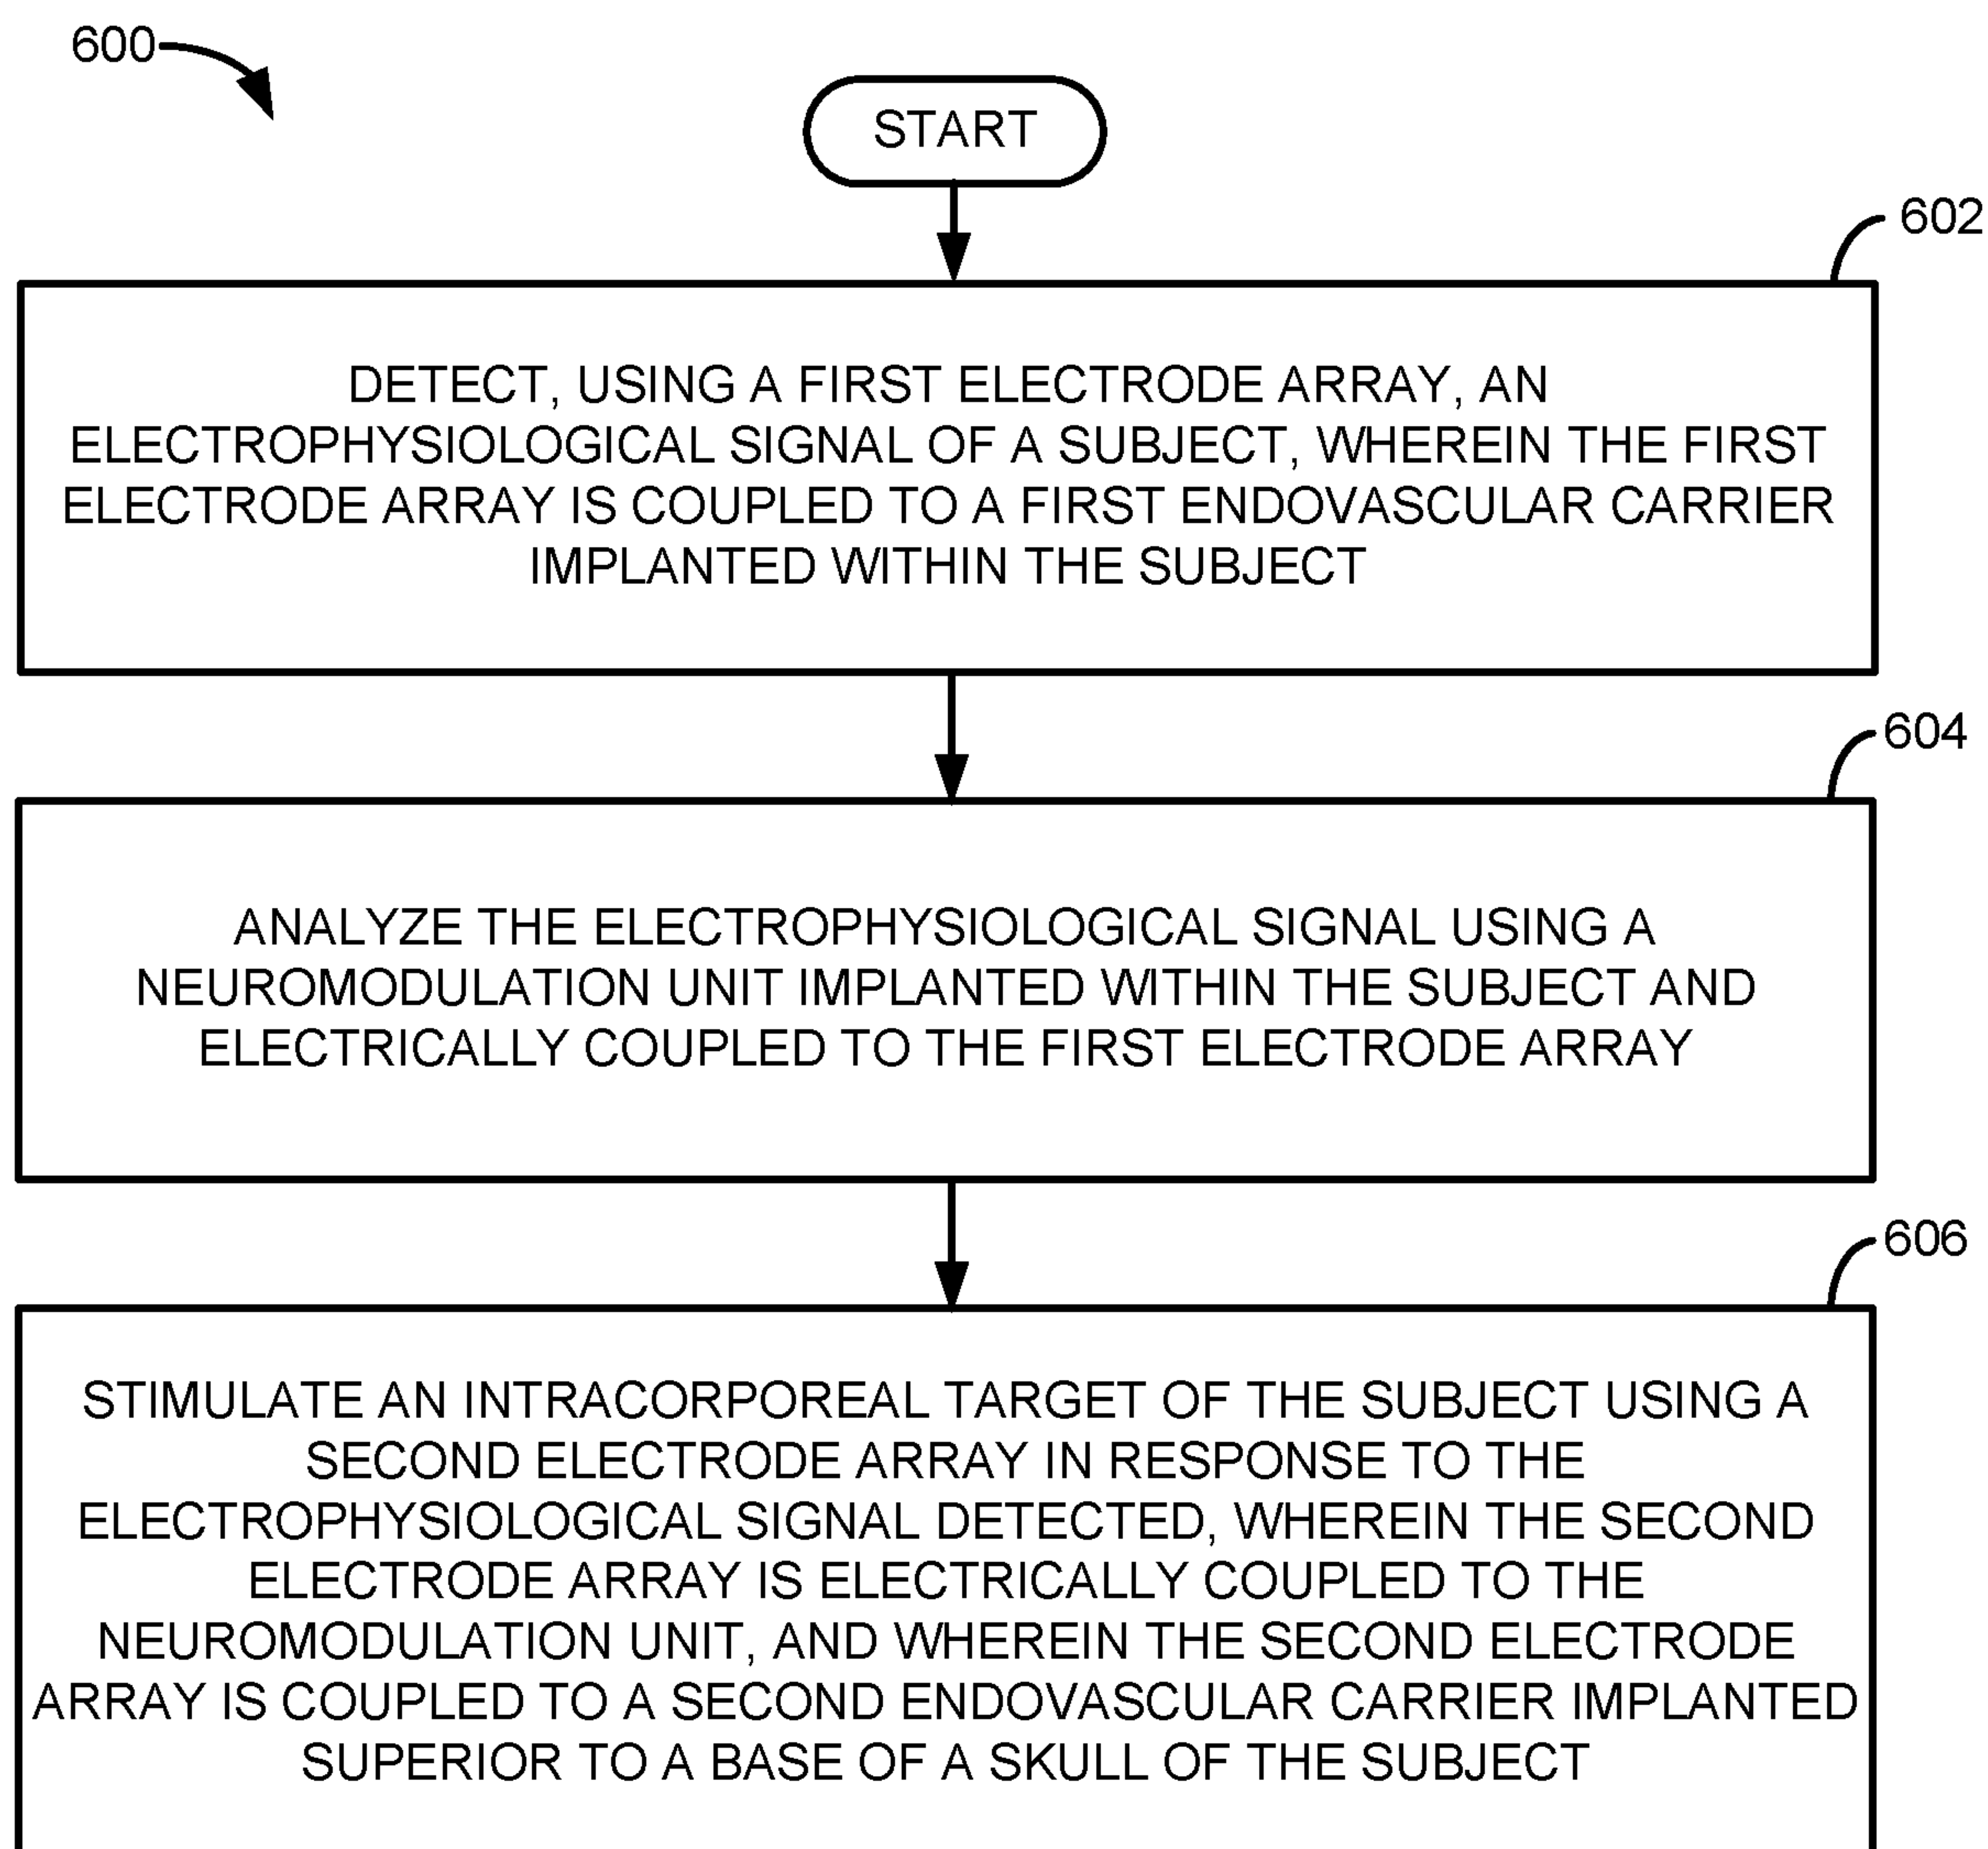 600
START
602
DETECT, USING A FIRST ELECTRODE ARRAY, AN
ELECTROPHYSIOLOGICAL SIGNAL OF A SUBJECT, WHEREIN THE FIRST
ELECTRODE ARRAY IS COUPLED TO A FIRST ENDOVASCULAR CARRIER
IMPLANTED WITHIN THE SUBJECT
604
ANALYZE THE ELECTROPHYSIOLOGICAL SIGNAL USING A
NEUROMODULATION UNIT IMPLANTED WITHIN THE SUBJECT AND
ELECTRICALLY COUPLED TO THE FIRST ELECTRODE ARRAY
606
STIMULATE AN INTRACORPOREAL TARGET OF THE SUBJECT USING A
SECOND ELECTRODE ARRAY IN RESPONSE TO THE
ELECTROPHYSIOLOGICAL SIGNAL DETECTED, WHEREIN THE SECOND
ELECTRODE ARRAY IS ELECTRICALLY COUPLED TO THE
NEUROMODULATION UNIT, AND WHEREIN THE SECOND ELECTRODE
ARRAY IS COUPLED TO A SECOND ENDOVASCULAR CARRIER IMPLANTED
SUPERIOR TO A BASE OF A SKULL OF THE SUBJECT